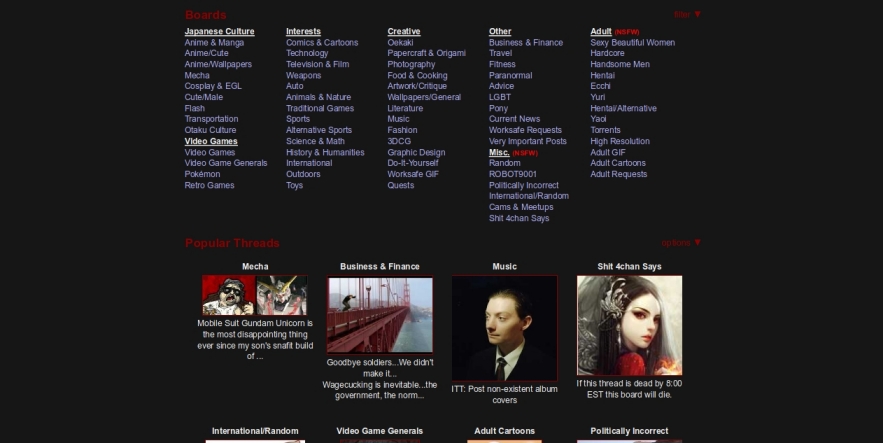 Boards
filter ▼
Japanese Culture
Anime & Manga
Anime/Cute
Anime/Wallpapers
Mecha
Cosplay & EGL
Cute/Male
Flash
Transportation
Otaku Culture
Video Games
Video Games
Video Game Generals
Pokémon
Retro Games
Interests
Comics & Cartoons
Technology
Television & Film
Weapons
Auto
Animals & Nature
Traditional Games
Sports
Alternative Sports
Science & Math
History & Humanities
International
Outdoors
Toys
Creative
Oekaki
Papercraft & Origami
Photography
Food & Cooking
Artwork/Critique
Wallpapers/General
Literature
Music
Fashion
3DCG
Graphic Design
Do-It-Yourself
Worksafe GIF
Quests
Other
Business & Finance
Travel
Fitness
Paranormal
Advice
LGBT
Pony
Current News
Worksafe Requests
Very Important Posts
Misc. (NSFW)
Random
ROBOT9001
Politically Incorrect
International/Random
Cams & Meetups
Shit 4chan Says
Adult (NSFW)
Sexy Beautiful Women
Hardcore
Handsome Men
Hentai
Ecchi
Yuri
Hentai/Alternative
Yaoi
Torrents
High Resolution
Adult GIF
Adult Cartoons
Adult Requests
Popular Threads
options ▼
Mecha
Mobile Suit Gundam Unicorn is
the most disappointing thing
ever since my son's snafit build
of ...
Business & Finance
Goodbye soldiers...We didn't
make it...
Wagecucking is inevitable...the
government, the norm...
Music
ITT: Post non-existent album
covers
Shit 4chan Says
If this thread is dead by 8:00
EST this board will die.
International/Random
Video Game Generals
Adult Cartoons
Politically Incorrect